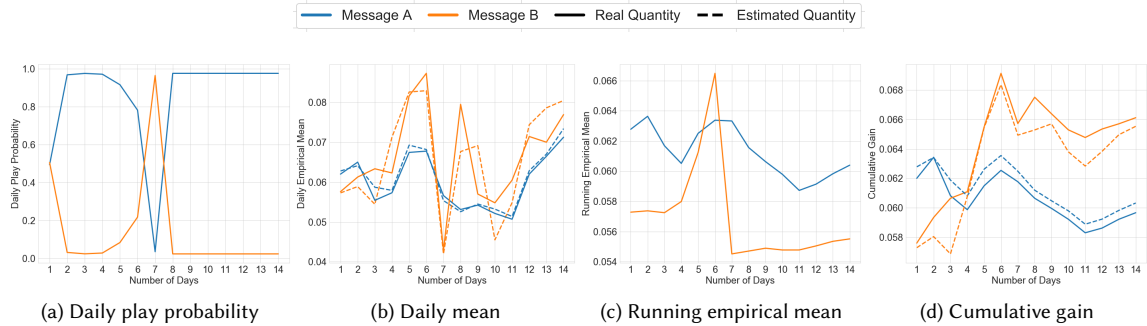 Message A Message B Real Quantity Estimated Quantity
Daily Play Probability
1.0
0.8
0.6
0.4
0.2
0.0
1 2 3 4 5 6 7 8 9 10 11 12 13 14
Number of Days
(a) Daily play probability
Daily Empirical Mean
0.08
0.07
0.06
0.05
0.04
1 2 3 4 5 6 7 8 9 10 11 12 13 14
Number of Days
(b) Daily mean
Running Empirical Mean
0.066
0.064
0.062
0.060
0.058
0.056
0.054
1 2 3 4 5 6 7 8 9 10 11 12 13 14
Number of Days
(c) Running empirical mean
Cumulative Gain
0.068
0.066
0.064
0.062
0.060
0.058
1 2 3 4 5 6 7 8 9 10 11 12 13 14
Number of Days
(d) Cumulative gain